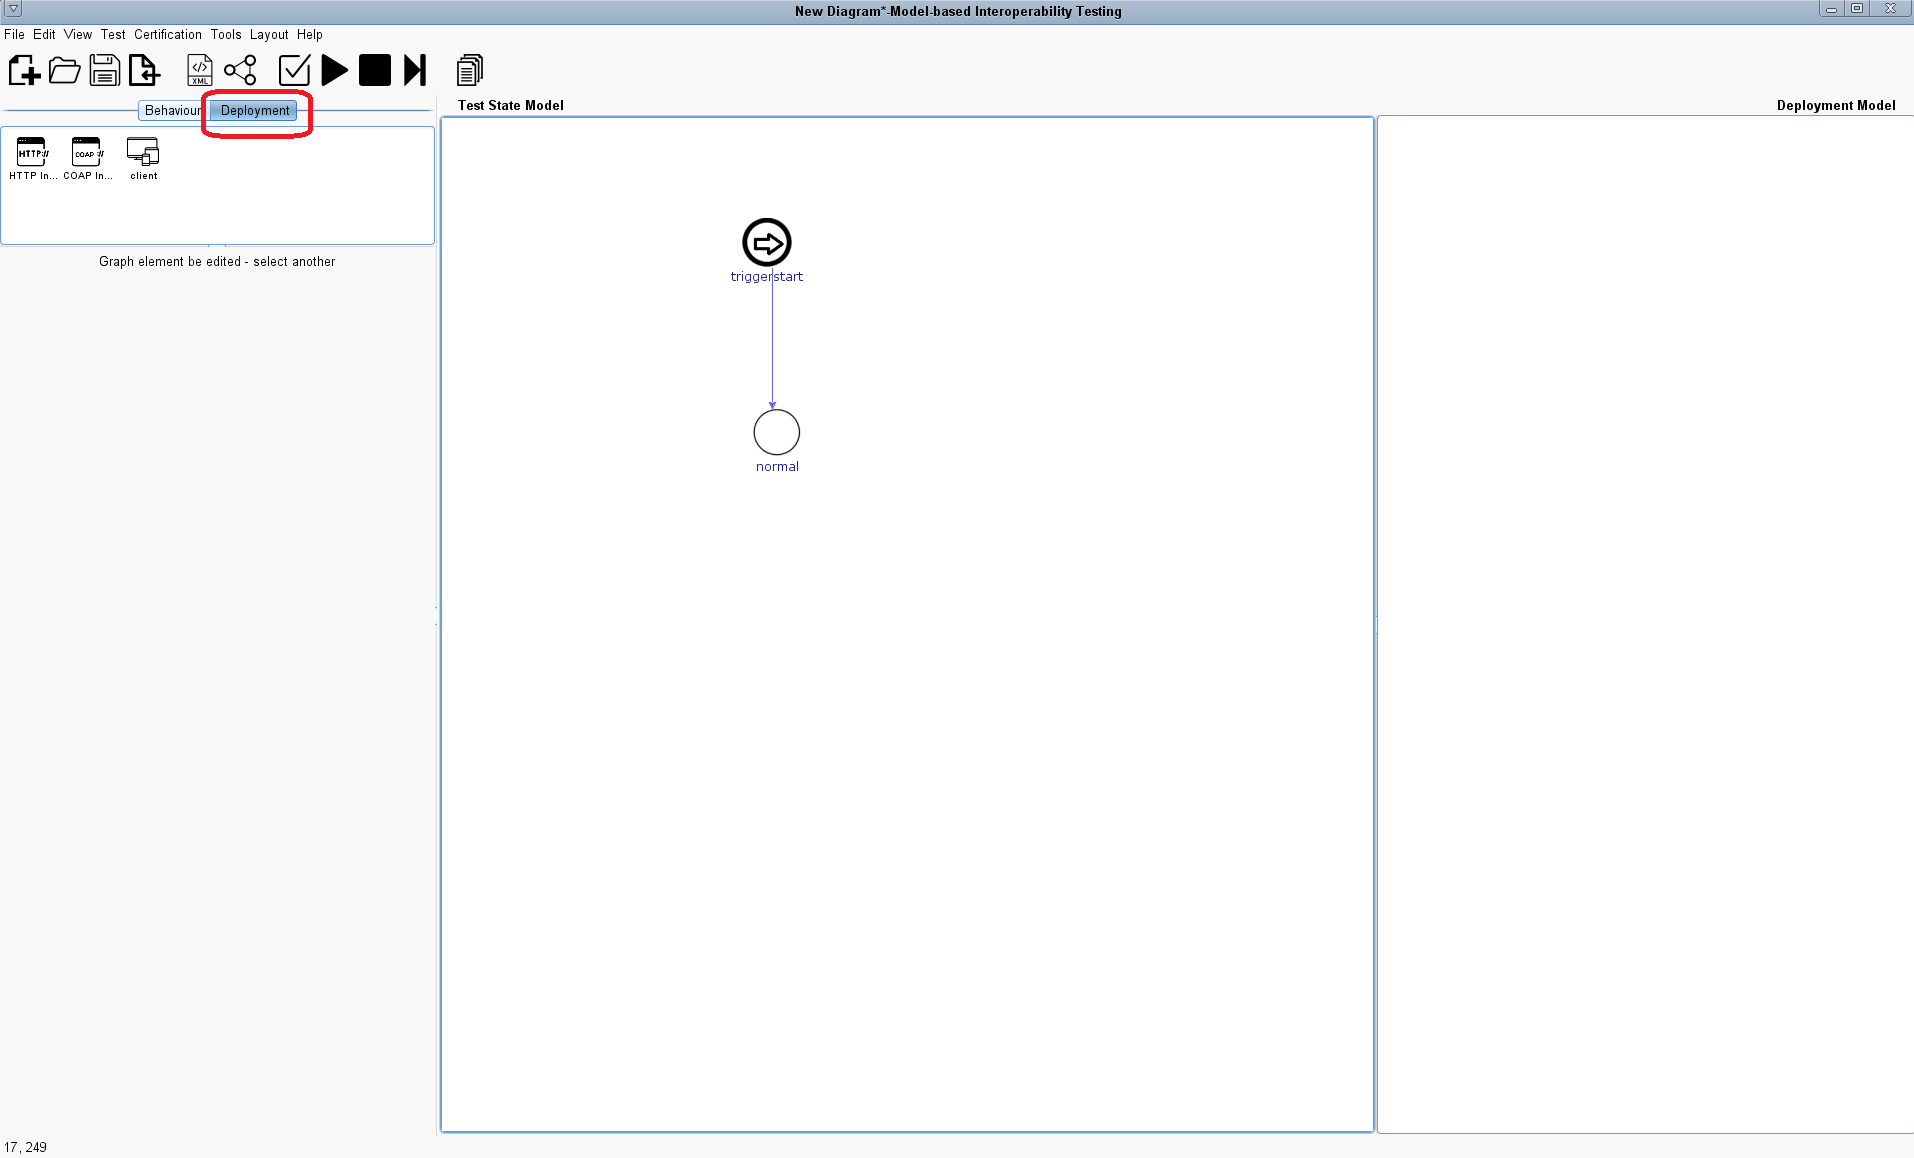 New Diagram*-Model-based Interoperability Testing
File Edit View Test Certification Tools Layout Help
XML
Behaviour Deployment
Test State Model
Deployment Model
HTTP:// COAP ://
HTTP In... COAP In... client
Graph element be edited - select another
triggerstart
normal
17, 249